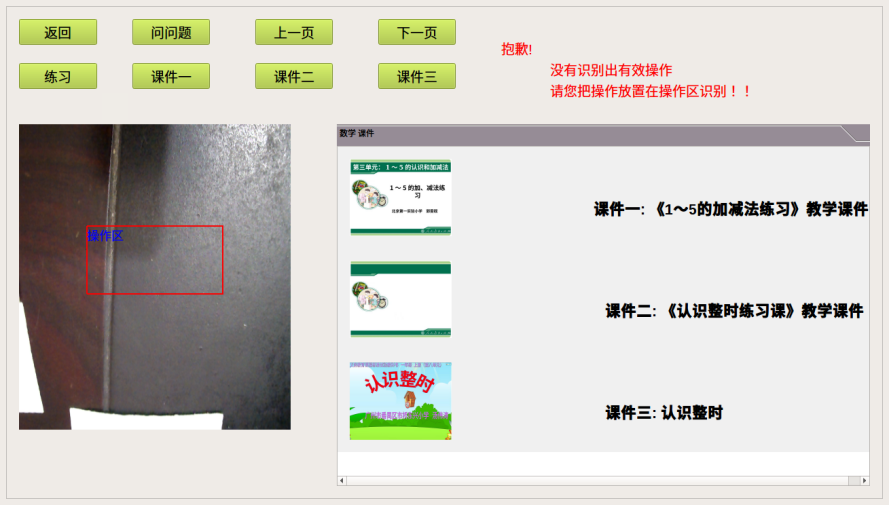 返回
问问题
上一页
下一页
练习
课件一
课件二
课件三
抱歉!
没有识别出有效操作
请您把操作放置在操作区识别！！
操作区
数学 课件
第三单元： 1 ～ 5 的认识和加减法
1 ～ 5 的加、减法练
习
课件一: 《1～5的加减法练习》教学课件
课件二: 《认识整时练习课》教学课件
认识整时
课件三: 认识整时